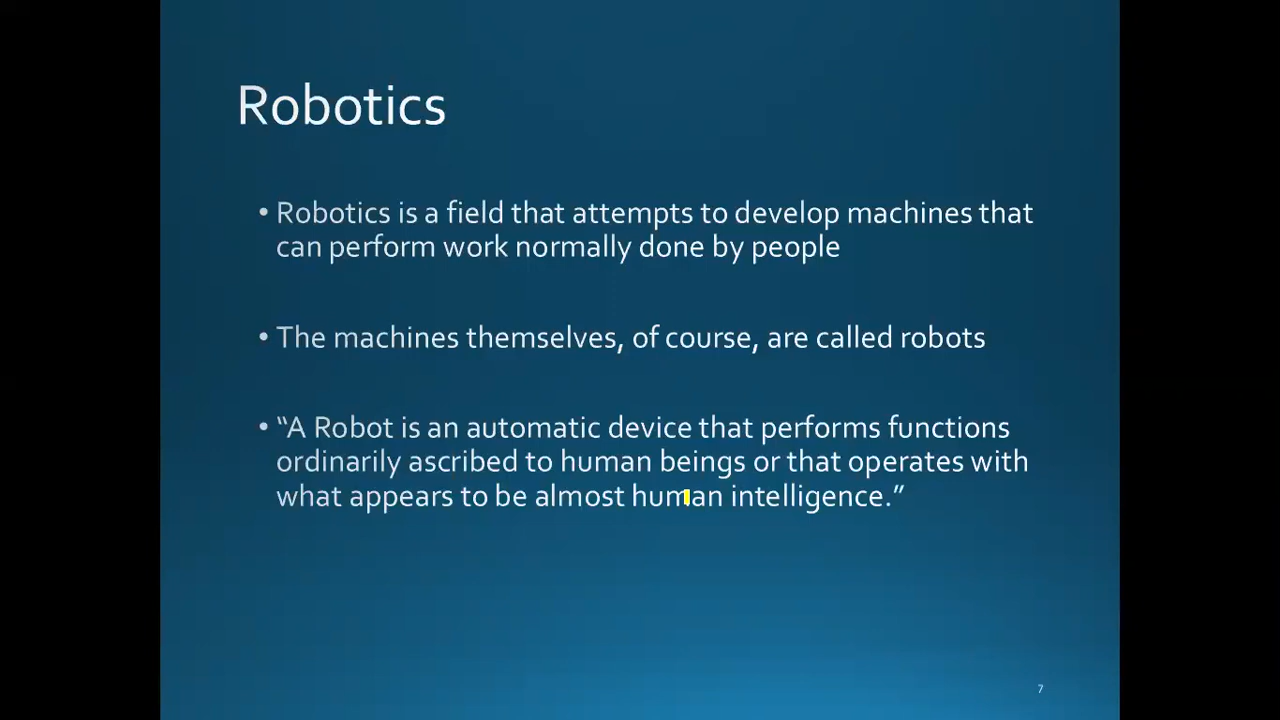 Robotics
• Robotics is a field that attempts to develop machines that
can perform work normally done by people
• The machines themselves, of course, are called robots
• “A Robot is an automatic device that performs functions
ordinarily ascribed to human beings or that operates with
what appears to be almost human intelligence.”
7